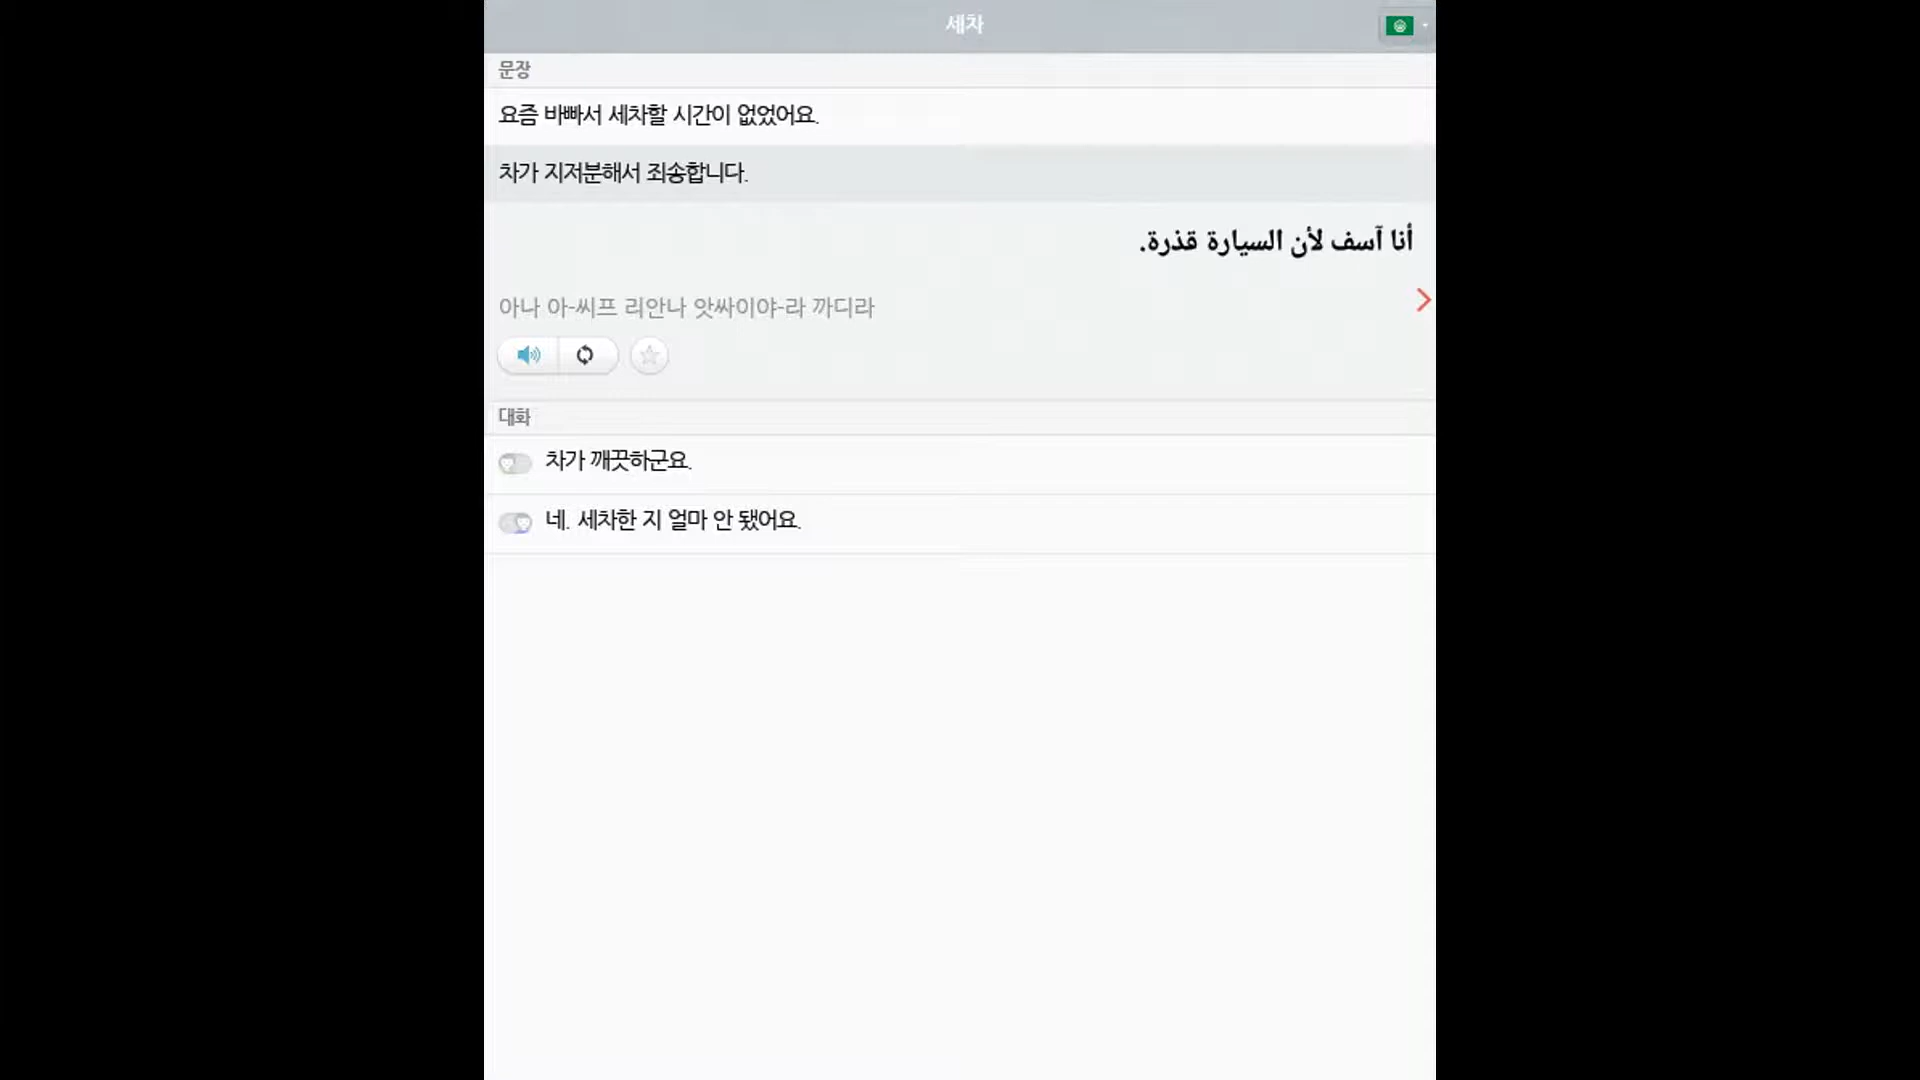 세차
문장
요즘 바빠서 세차할 시간이 없었어요.
차가 지저분해서 죄송합니다.
أنا آسف لأن السيارة قذرة.
아나 아-씨프 리안나 앗싸이야-라 까디라
대화
차가 깨끗하군요.
네. 세차한 지 얼마 안 됐어요.